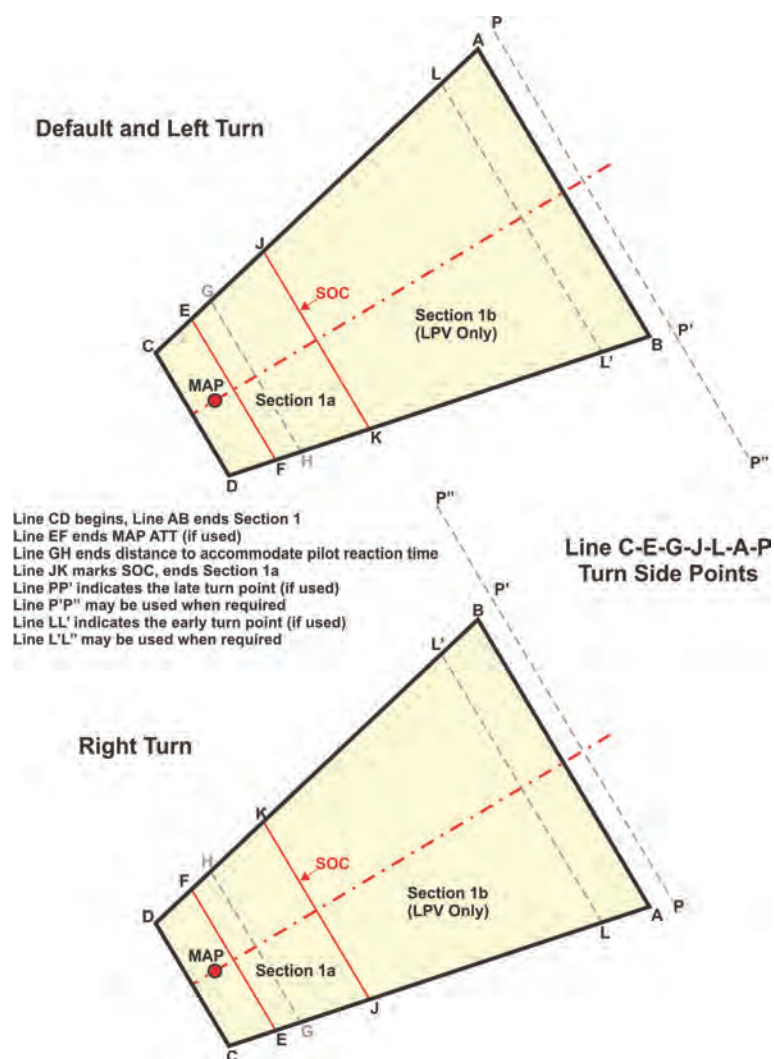 P
A
L
Default and Left Turn
J
SOC
G
E
Section 1b
(LPV Only)
B
P'
C
L'
MAP
Section 1a
K
F
H
D
P"
P"
Line CD begins, Line AB ends Section 1
Line EF ends MAP ATT (if used)
Line GH ends distance to accommodate pilot reaction time
Line JK marks SOC, ends Section 1a
Line PP' indicates the late turn point (if used)
Line P'P" may be used when required
Line LL' indicates the early turn point (if used)
Line L'L" may be used when required
Line C-E-G-J-L-A-P
Turn Side Points
P'
B
L'
Right Turn
K
SOC
H
F
Section 1b
(LPV Only)
A
P
D
L
MAP
Section 1a
J
G
E
C